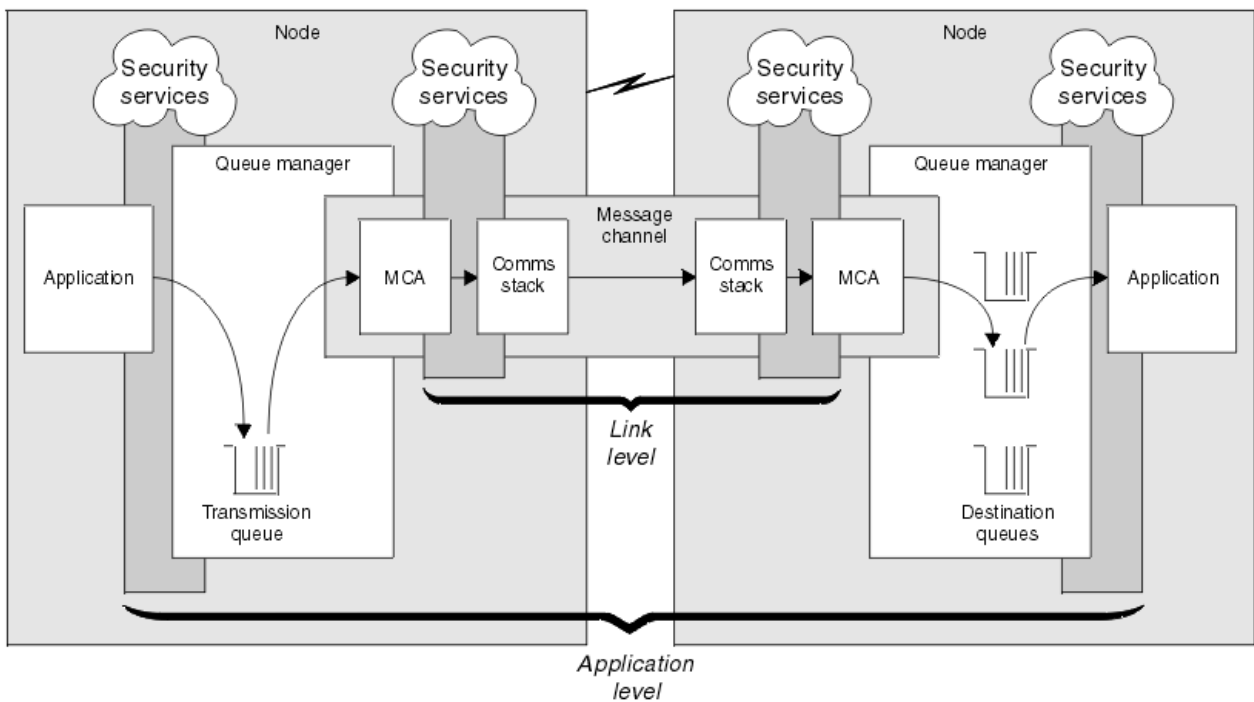 Node
Node
Security
services
Security
services
Security
services
Security
services
Queue manager
Queue manager
Message
channel
Application
MCA
Comms
stack
Comms
stack
MCA
Application
Link
level
Transmission
queue
Destination
queues
Application
level